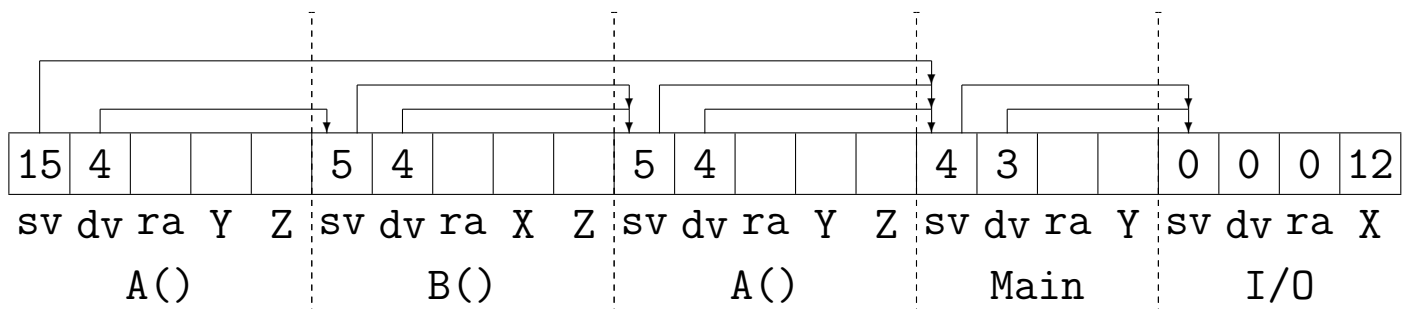 15 4 5 4 5 4 4 3 0 0 0 12
sv dv ra Y Z sv dv ra X Z sv dv ra Y Z sv dv ra Y sv dv ra X
A() B() A() Main I/O